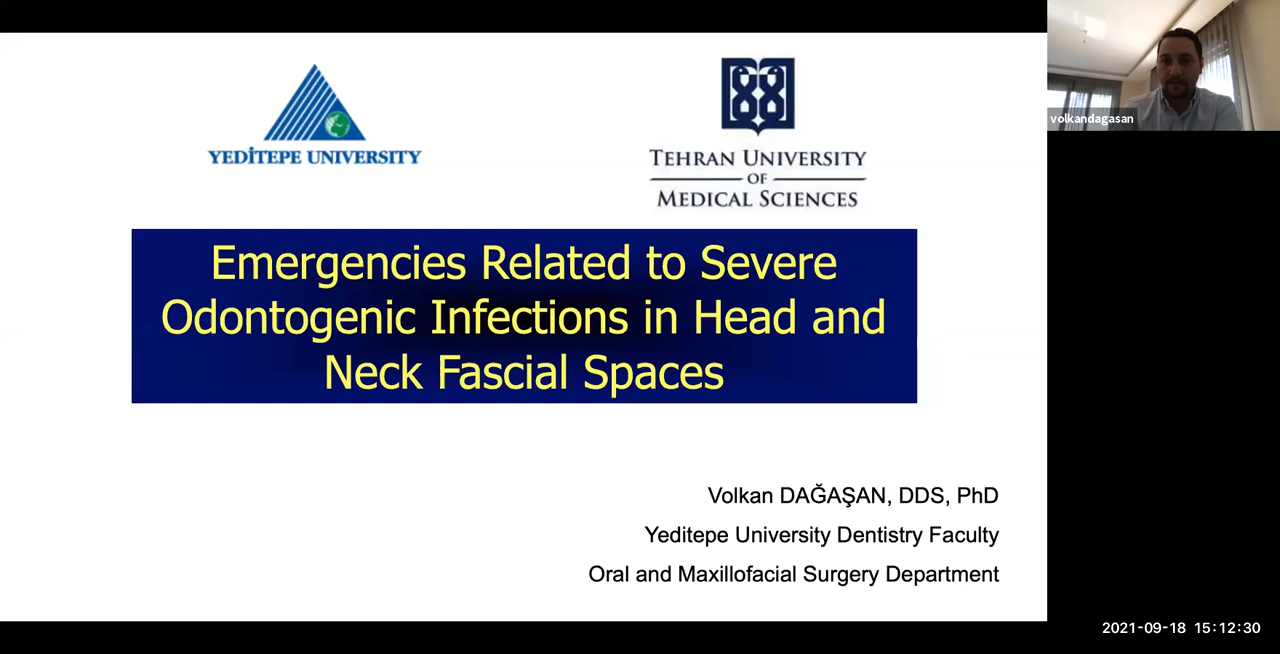 YEDİTEPE UNIVERSITY
TEHRAN UNIVERSITY
OF
MEDICAL SCIENCES
volkandagasan
Emergencies Related to Severe
Odontogenic Infections in Head and
Neck Fascial Spaces
Volkan DAĞAŞAN, DDS, PhD
Yeditepe University Dentistry Faculty
Oral and Maxillofacial Surgery Department
2021-09-18 15:12:30